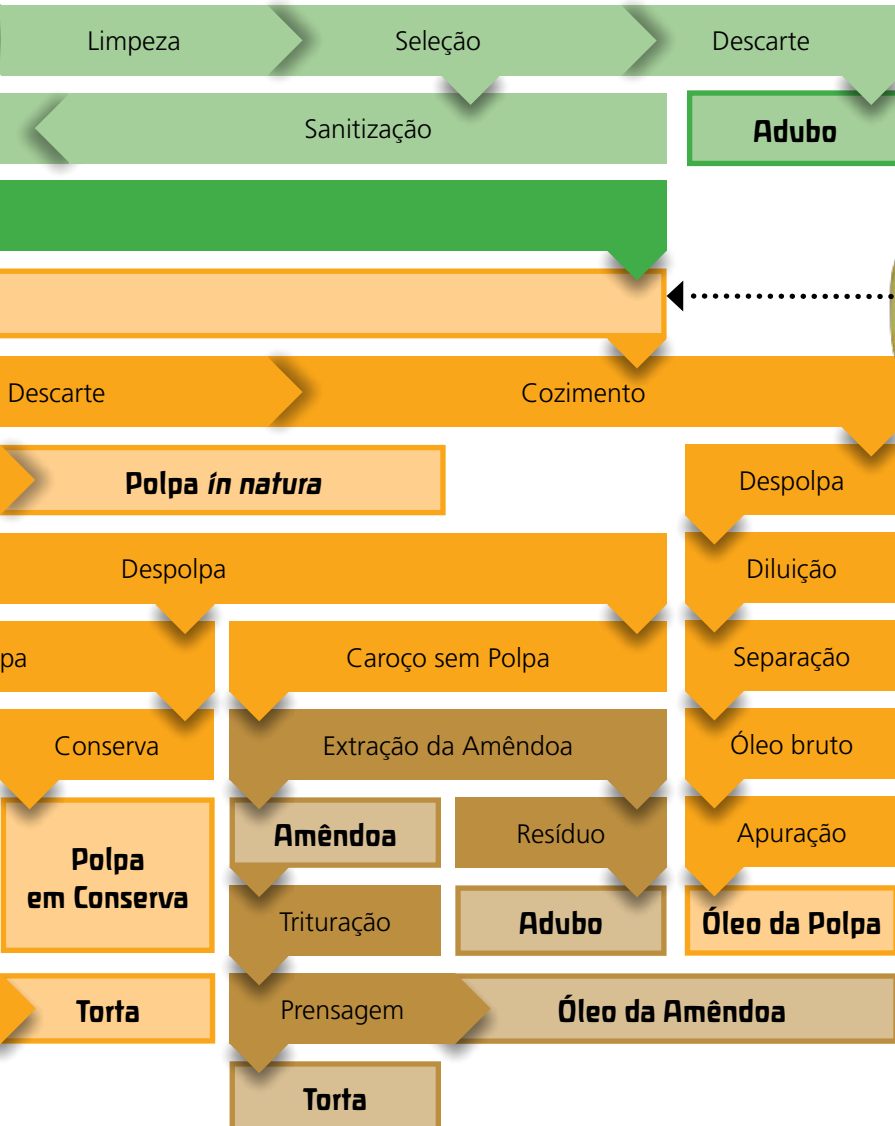 Limpeza
Seleção
Descarte
Sanitização
Adubo
Descarte
Cozimento
Polpa in natura
Despolpa
Despolpa
Diluição
pa
Caroço sem Polpa
Separação
Conserva
Extração da Amêndoa
Óleo bruto
Polpa
em Conserva
Amêndoa
Resíduo
Apuração
Trituração
Adubo
Óleo da Polpa
Torta
Prensagem
Óleo da Amêndoa
Torta